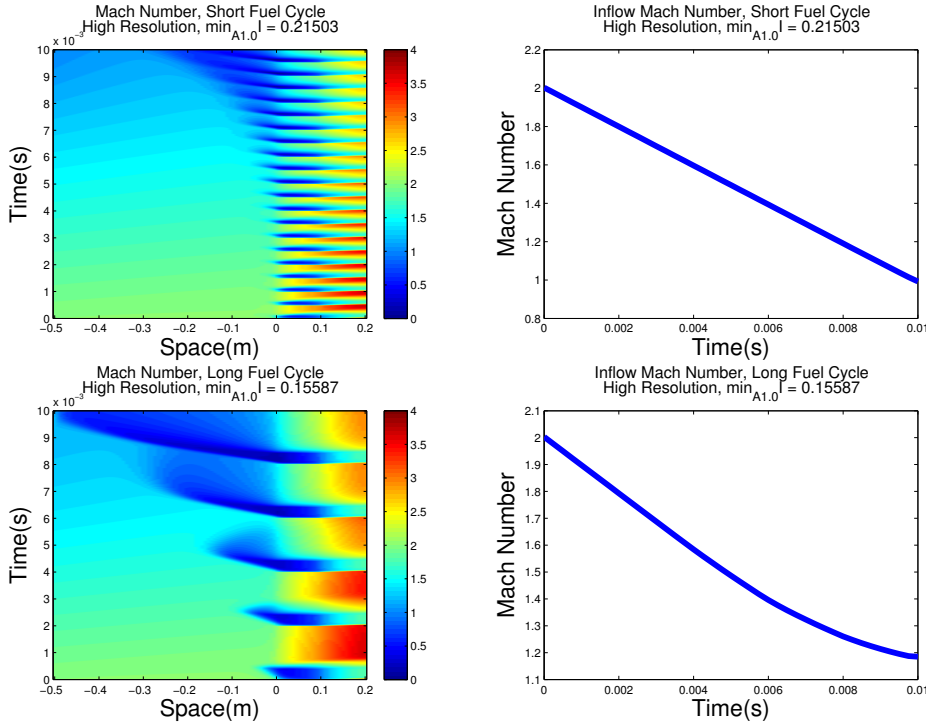 Mach Number, Short Fuel Cycle
High Resolution, min_A1.0 I = 0.21503
x 10^-3
10
9
8
7
6
5
4
3
2
1
0
Time(s)
−0.5 −0.4 −0.3 −0.2 −0.1 0 0.1 0.2
Space(m)
4
3.5
3
2.5
2
1.5
1
0.5
0
Inflow Mach Number, Short Fuel Cycle
High Resolution, min_A1.0 I = 0.21503
2.2
2
1.8
1.6
1.4
1.2
1
0.8
Mach Number
0 0.002 0.004 0.006 0.008 0.01
Time(s)
Mach Number, Long Fuel Cycle
High Resolution, min_A1.0 I = 0.15587
x 10^-3
10
9
8
7
6
5
4
3
2
1
0
Time(s)
−0.5 −0.4 −0.3 −0.2 −0.1 0 0.1 0.2
Space(m)
4
3.5
3
2.5
2
1.5
1
0.5
0
Inflow Mach Number, Long Fuel Cycle
High Resolution, min_A1.0 I = 0.15587
2.1
2
1.9
1.8
1.7
1.6
1.5
1.4
1.3
1.2
1.1
Mach Number
0 0.002 0.004 0.006 0.008 0.01
Time(s)